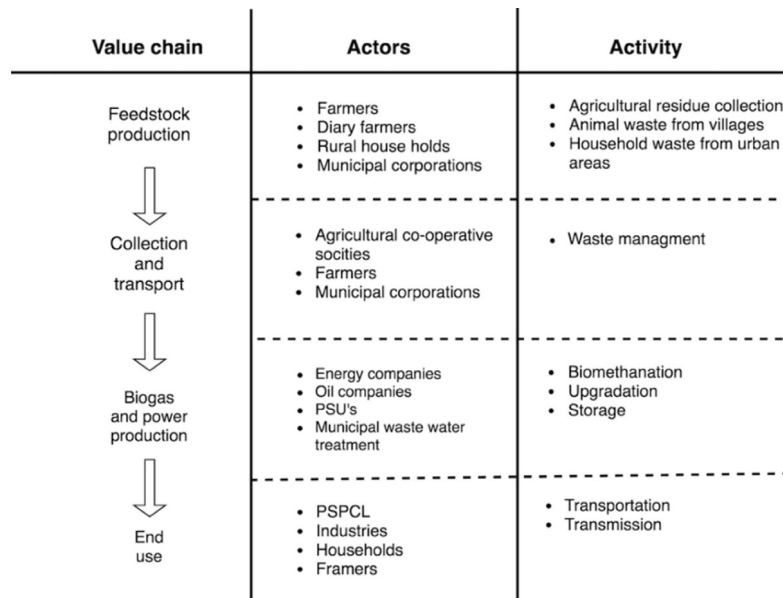 Value chain
Actors
Activity
Feedstock
production
• Farmers
• Diary farmers
• Rural house holds
• Municipal corporations
• Agricultural residue collection
• Animal waste from villages
• Household waste from urban
areas
Collection
and
transport
• Agricultural co-operative
socities
• Farmers
• Municipal corporations
• Waste managment
Biogas
and power
production
• Energy companies
• Oil companies
• PSU's
• Municipal waste water
treatment
• Biomethanation
• Upgradation
• Storage
End
use
• PSPCL
• Industries
• Households
• Framers
• Transportation
• Transmission